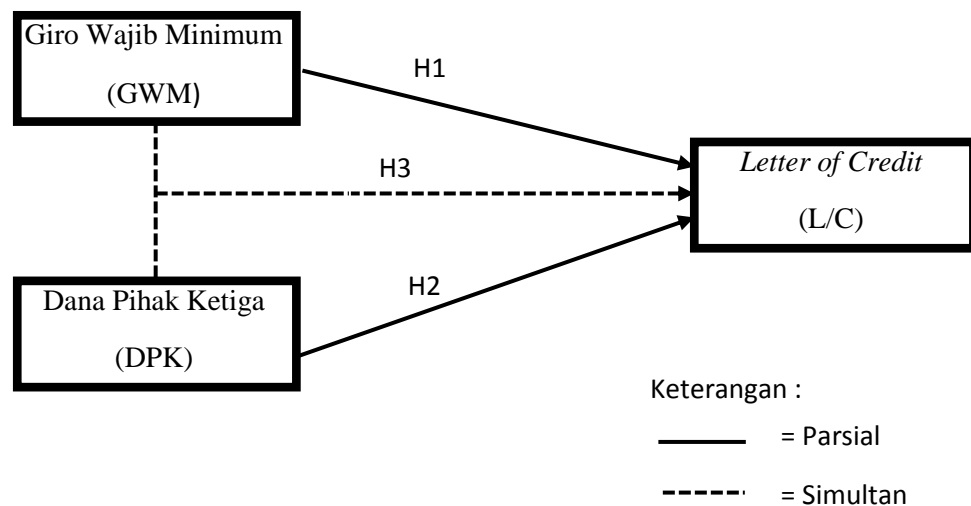 Giro Wajib Minimum
(GWM)
H1
Letter of Credit
(L/C)
H3
H2
Dana Pihak Ketiga
(DPK)
Keterangan :
= Parsial
= Simultan